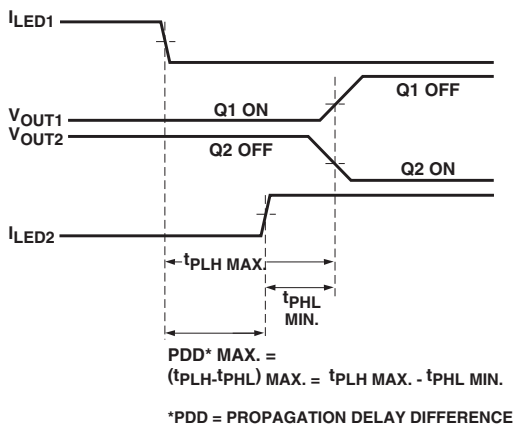 ILED1
Q1 OFF
VOUT1
Q1 ON
VOUT2
Q2 OFF
Q2 ON
ILED2
tPLH MAX.
tPHL
MIN.
PDD* MAX. =
(tPLH-tPHL) MAX. = tPLH MAX. - tPHL MIN.
*PDD = PROPAGATION DELAY DIFFERENCE